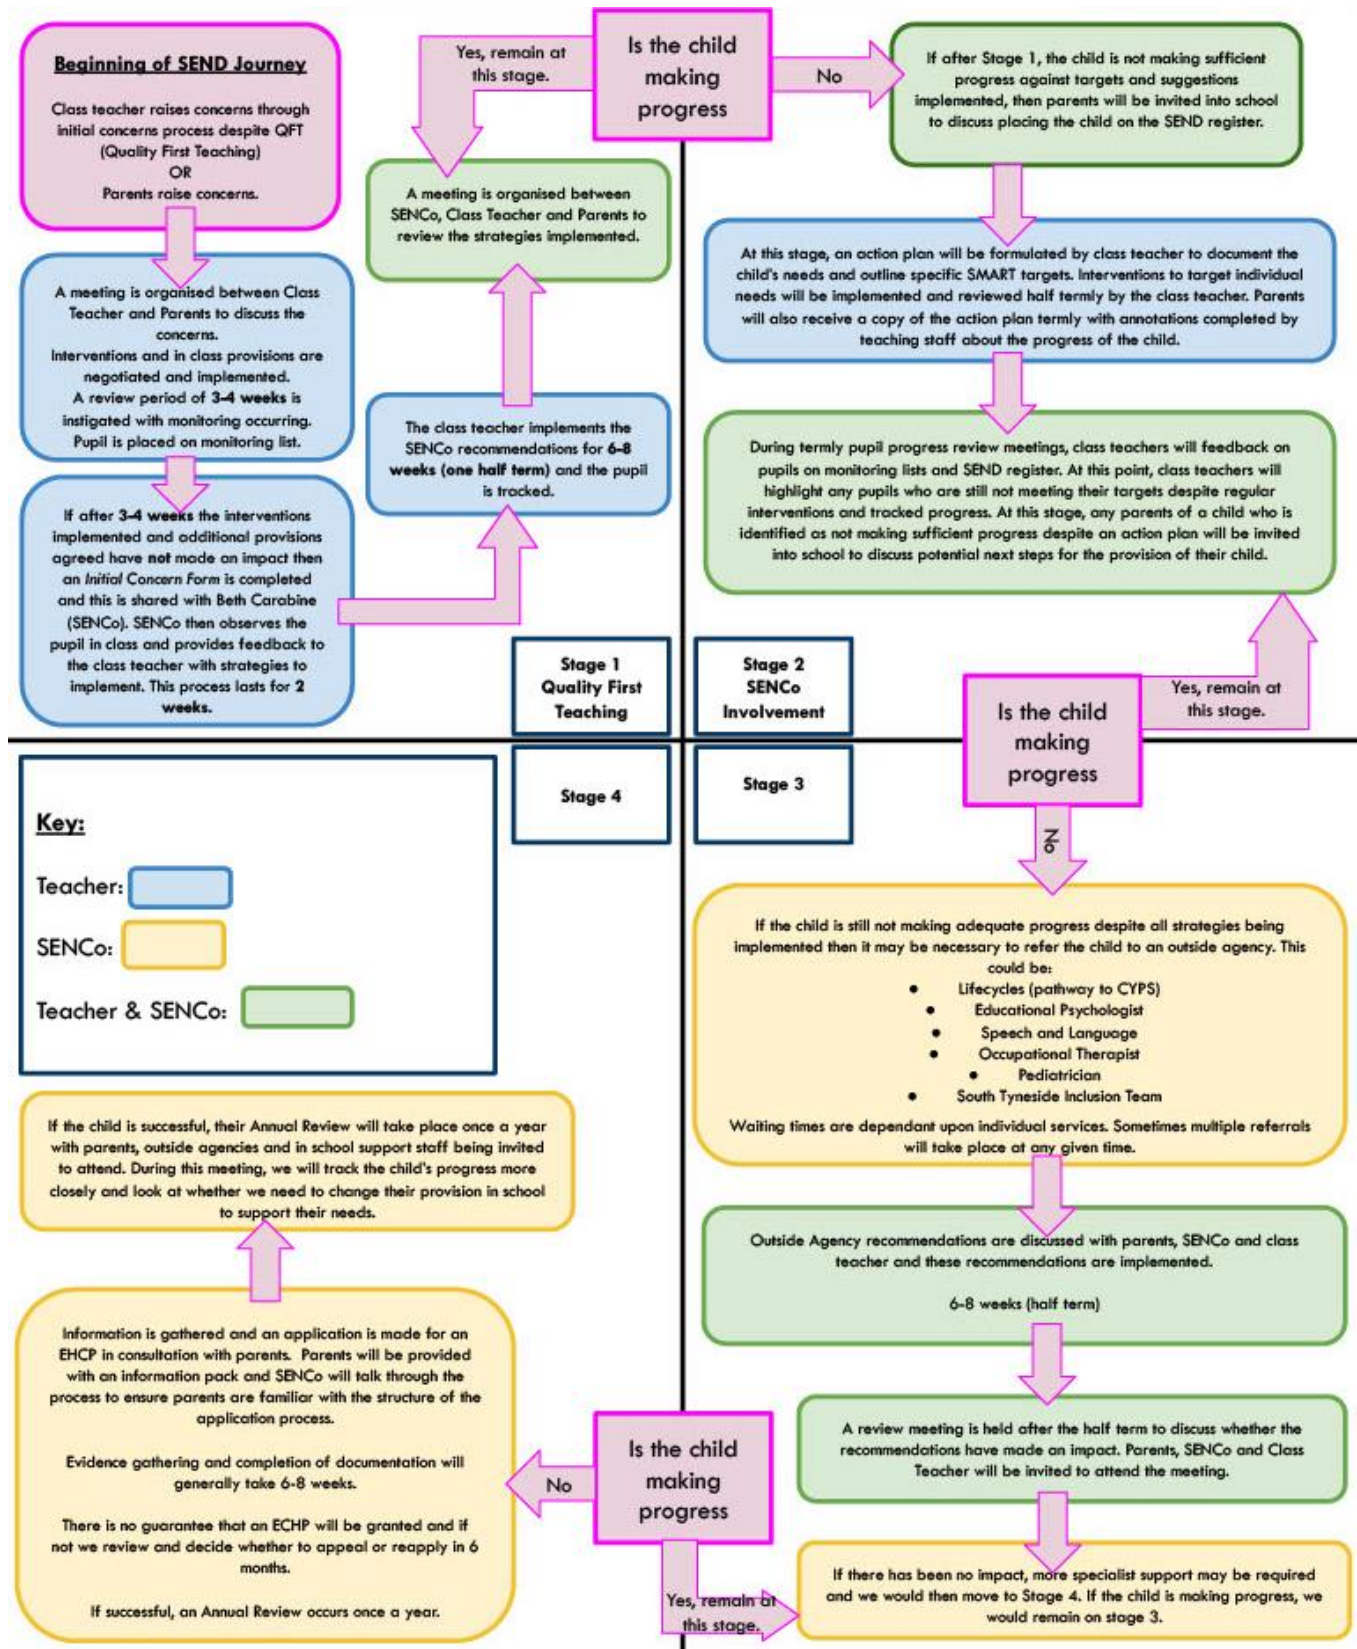 Beginning of SEND Journey
Class teacher raises concerns through
initial concerns process despite QFT
(Quality First Teaching)
OR
Parents raise concerns.
A meeting is organised between Class
Teacher and Parents to discuss the
concerns.
Interventions and in class provisions are
negotiated and implemented.
A review period of 3-4 weeks is
instigated with monitoring occurring.
Pupil is placed on monitoring list.
If after 3-4 weeks the interventions
implemented and additional provisions
agreed have not made an impact then
an Initial Concern Form is completed
and this is shared with Beth Carabine
(SENCo). SENCo then observes the
pupil in class and provides feedback to
the class teacher with strategies to
implement. This process lasts for 2
weeks.
The class teacher implements the
SENCo recommendations for 6-8
weeks (one half term) and the pupil
is tracked.
A meeting is organised between
SENCo, Class Teacher and Parents to
review the strategies implemented.
Yes, remain at
this stage.
Is the child
making
progress
No
If after Stage 1, the child is not making sufficient
progress against targets and suggestions
implemented, then parents will be invited into school
to discuss placing the child on the SEND register.
At this stage, an action plan will be formulated by class teacher to document the
child's needs and outline specific SMART targets. Interventions to target individual
needs will be implemented and reviewed half termly by the class teacher. Parents
will also receive a copy of the action plan termly with annotations completed by
teaching staff about the progress of the child.
During termly pupil progress review meetings, class teachers will feedback on
pupils on monitoring lists and SEND register. At this point, class teachers will
highlight any pupils who are still not meeting their targets despite regular
interventions and tracked progress. At this stage, any parents of a child who is
identified as not making sufficient progress despite an action plan will be invited
into school to discuss potential next steps for the provision of their child.
Stage 1
Quality First
Teaching
Stage 2
SENCo
Involvement
Is the child
making
progress
Yes, remain at
this stage.
No
Stage 4
Stage 3
Key:
Teacher:
SENCo:
Teacher & SENCo:
If the child is still not making adequate progress despite all strategies being
implemented then it may be necessary to refer the child to an outside agency. This
could be:
● Lifecycles (pathway to CYPS)
● Educational Psychologist
● Speech and Language
● Occupational Therapist
● Pediatrician
● South Tyneside Inclusion Team
Waiting times are dependant upon individual services. Sometimes multiple referrals
will take place at any given time.
Outside Agency recommendations are discussed with parents, SENCo and class
teacher and these recommendations are implemented.
6-8 weeks (half term)
A review meeting is held after the half term to discuss whether the
recommendations have made an impact. Parents, SENCo and Class
Teacher will be invited to attend the meeting.
If there has been no impact, more specialist support may be required
and we would then move to Stage 4. If the child is making progress, we
would remain on stage 3.
Is the child
making
progress
Yes, remain at
this stage.
No
Information is gathered and an application is made for an
EHCP in consultation with parents. Parents will be provided
with an information pack and SENCo will talk through the
process to ensure parents are familiar with the structure of the
application process.
Evidence gathering and completion of documentation will
generally take 6-8 weeks.
There is no guarantee that an ECHP will be granted and if
not we review and decide whether to appeal or reapply in 6
months.
If successful, an Annual Review occurs once a year.
If the child is successful, their Annual Review will take place once a year
with parents, outside agencies and in school support staff being invited
to attend. During this meeting, we will track the child's progress more
closely and look at whether we need to change their provision in school
to support their needs.